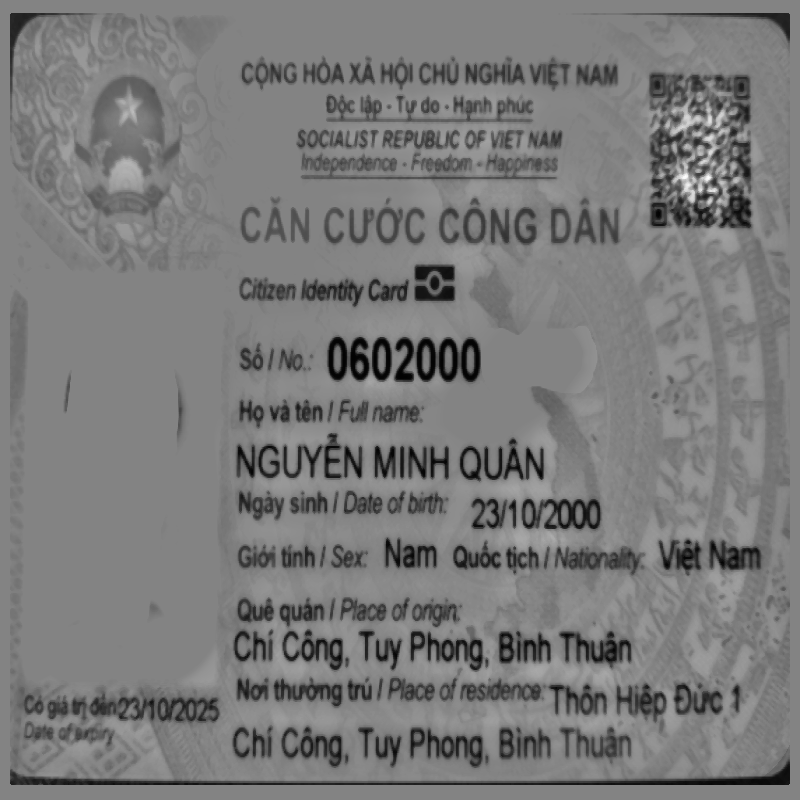 CỘNG HÒA XÃ HỘI CHỦ NGHĨA VIỆT NAM
Độc lập - Tự do - Hạnh phúc
SOCIALIST REPUBLIC OF VIET NAM
Independence - Freedom - Happiness
CĂN CƯỚC CÔNG DÂN
Citizen Identity Card
Số / No.: 0602000
Họ và tên / Full name:
NGUYỄN MINH QUÂN
Ngày sinh / Date of birth: 23/10/2000
Giới tính / Sex: Nam Quốc tịch / Nationality: Việt Nam
Quê quán / Place of origin:
Chí Công, Tuy Phong, Bình Thuận
Nơi thường trú / Place of residence: Thôn Hiệp Đức 1
Chí Công, Tuy Phong, Bình Thuận
Có giá trị đến 23/10/2025
Date of expiry